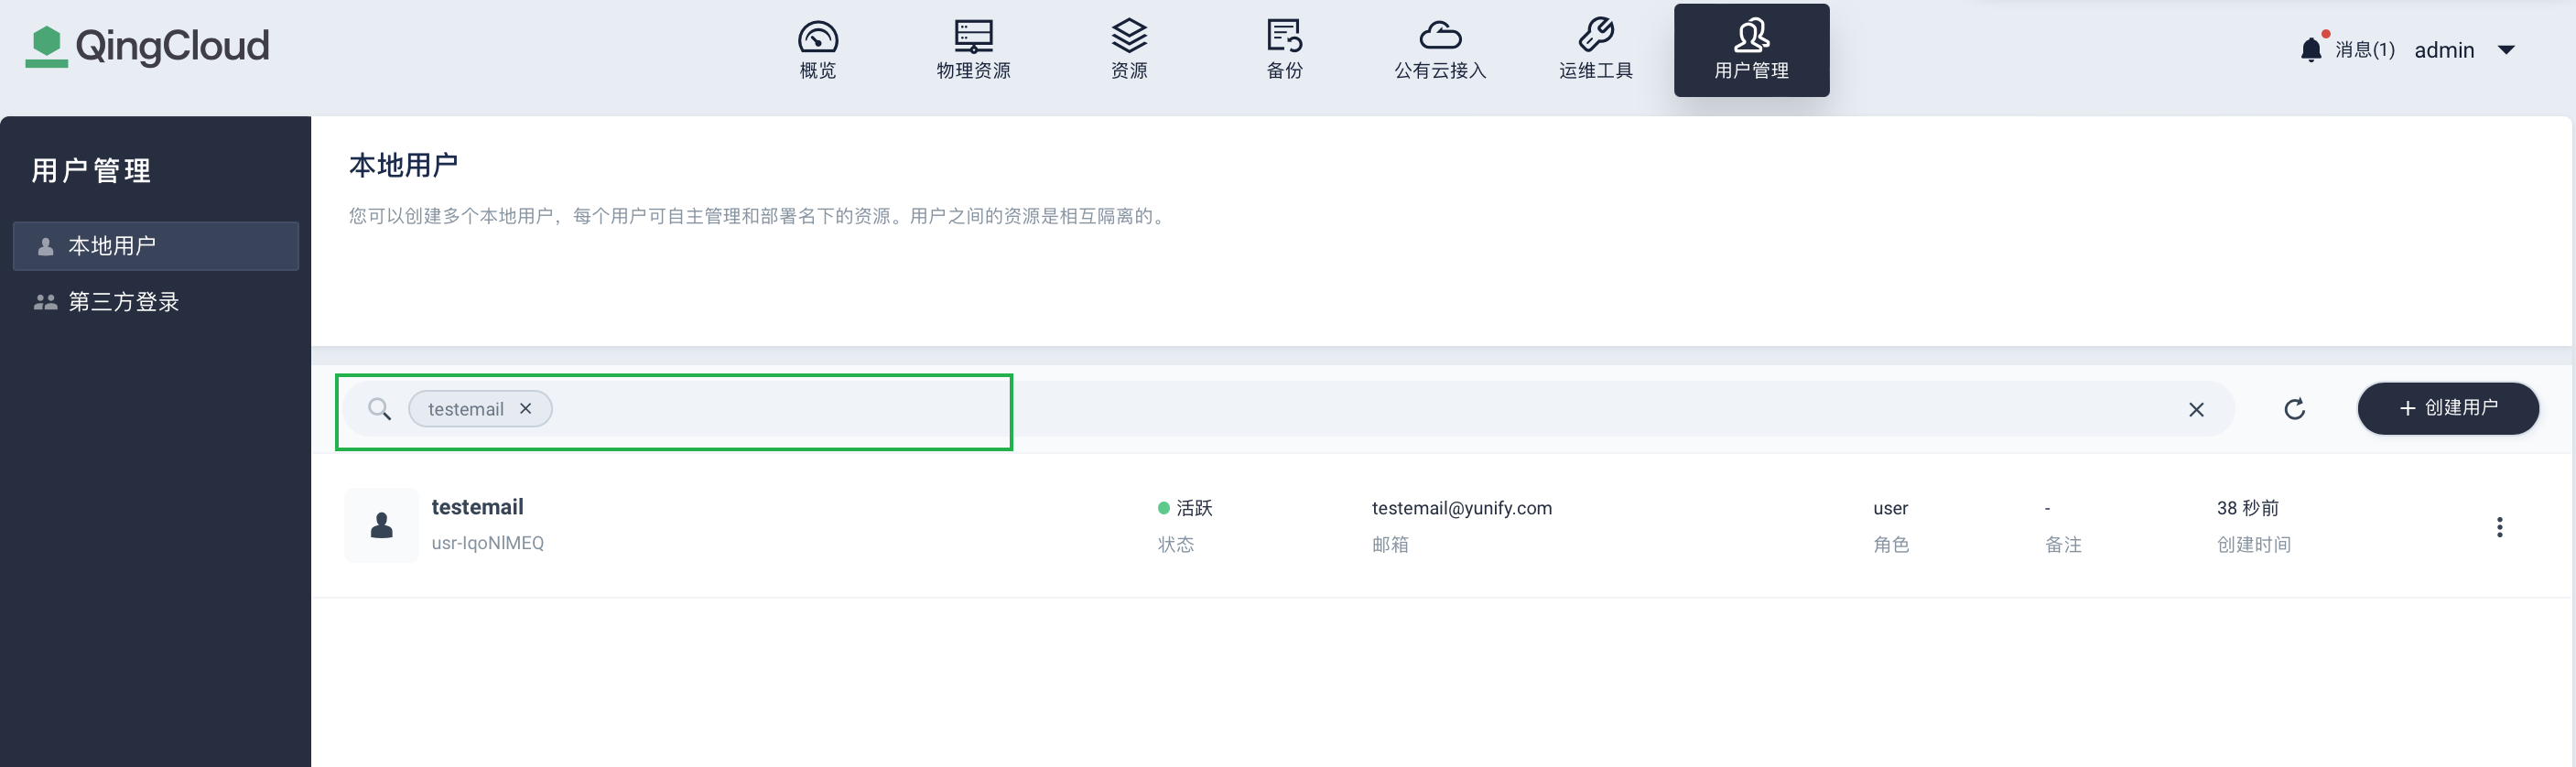 QingCloud
概览
物理资源
资源
备份
公有云接入
运维工具
用户管理
消息(1)
admin
用户管理
本地用户
第三方登录
本地用户
您可以创建多个本地用户，每个用户可自主管理和部署名下的资源。用户之间的资源是相互隔离的。
testemail
+ 创建用户
testemail
usr-IqoNIMEQ
活跃
状态
testemail@yunify.com
邮箱
user
角色
-
备注
38 秒前
创建时间